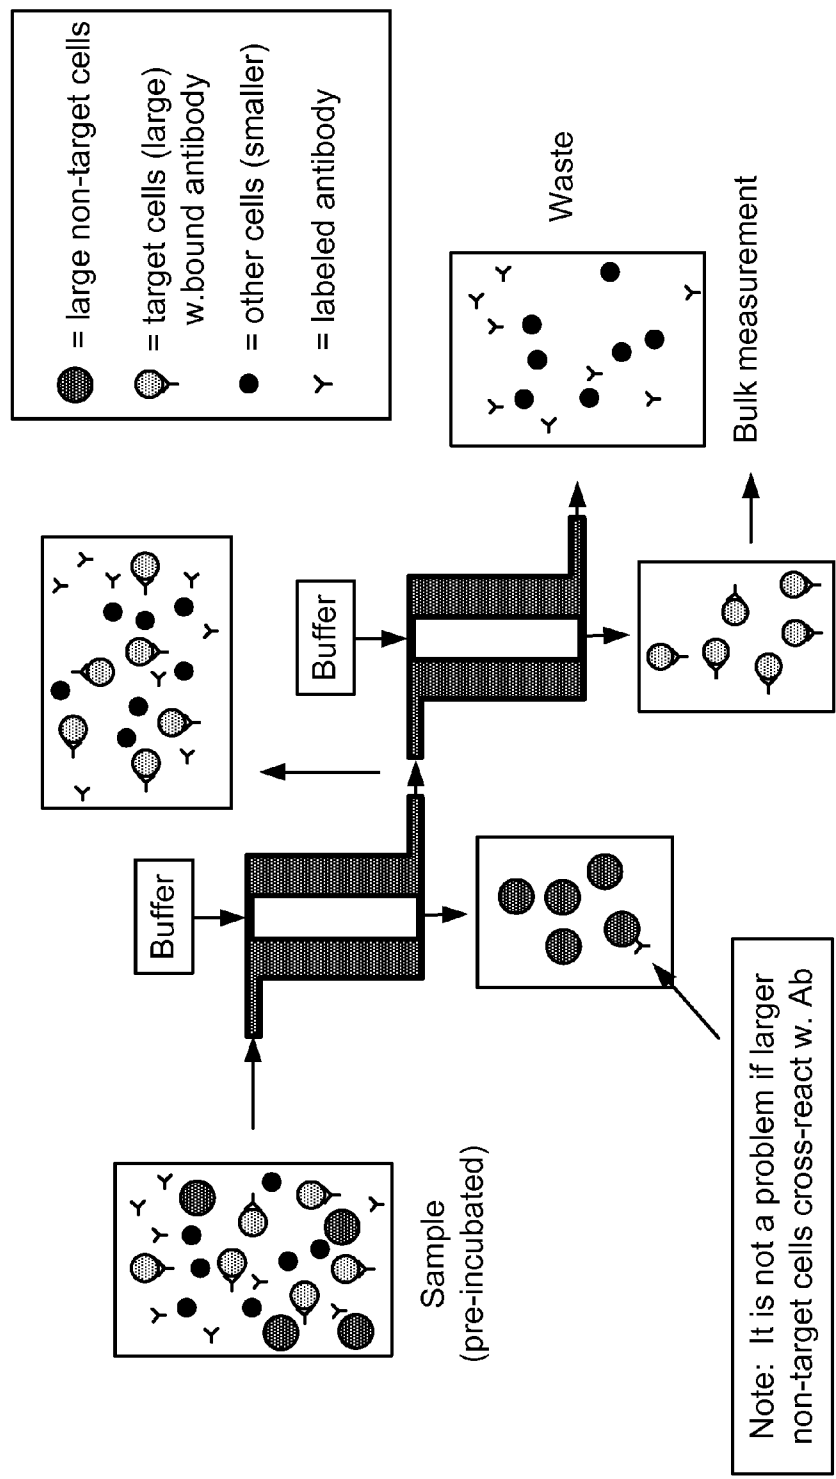 = large non-target cells
= target cells (large)
w.bound antibody
= other cells (smaller)
= labeled antibody
Buffer
Buffer
Sample
(pre-incubated)
Waste
Bulk measurement
Note: It is not a problem if larger
non-target cells cross-react w. Ab